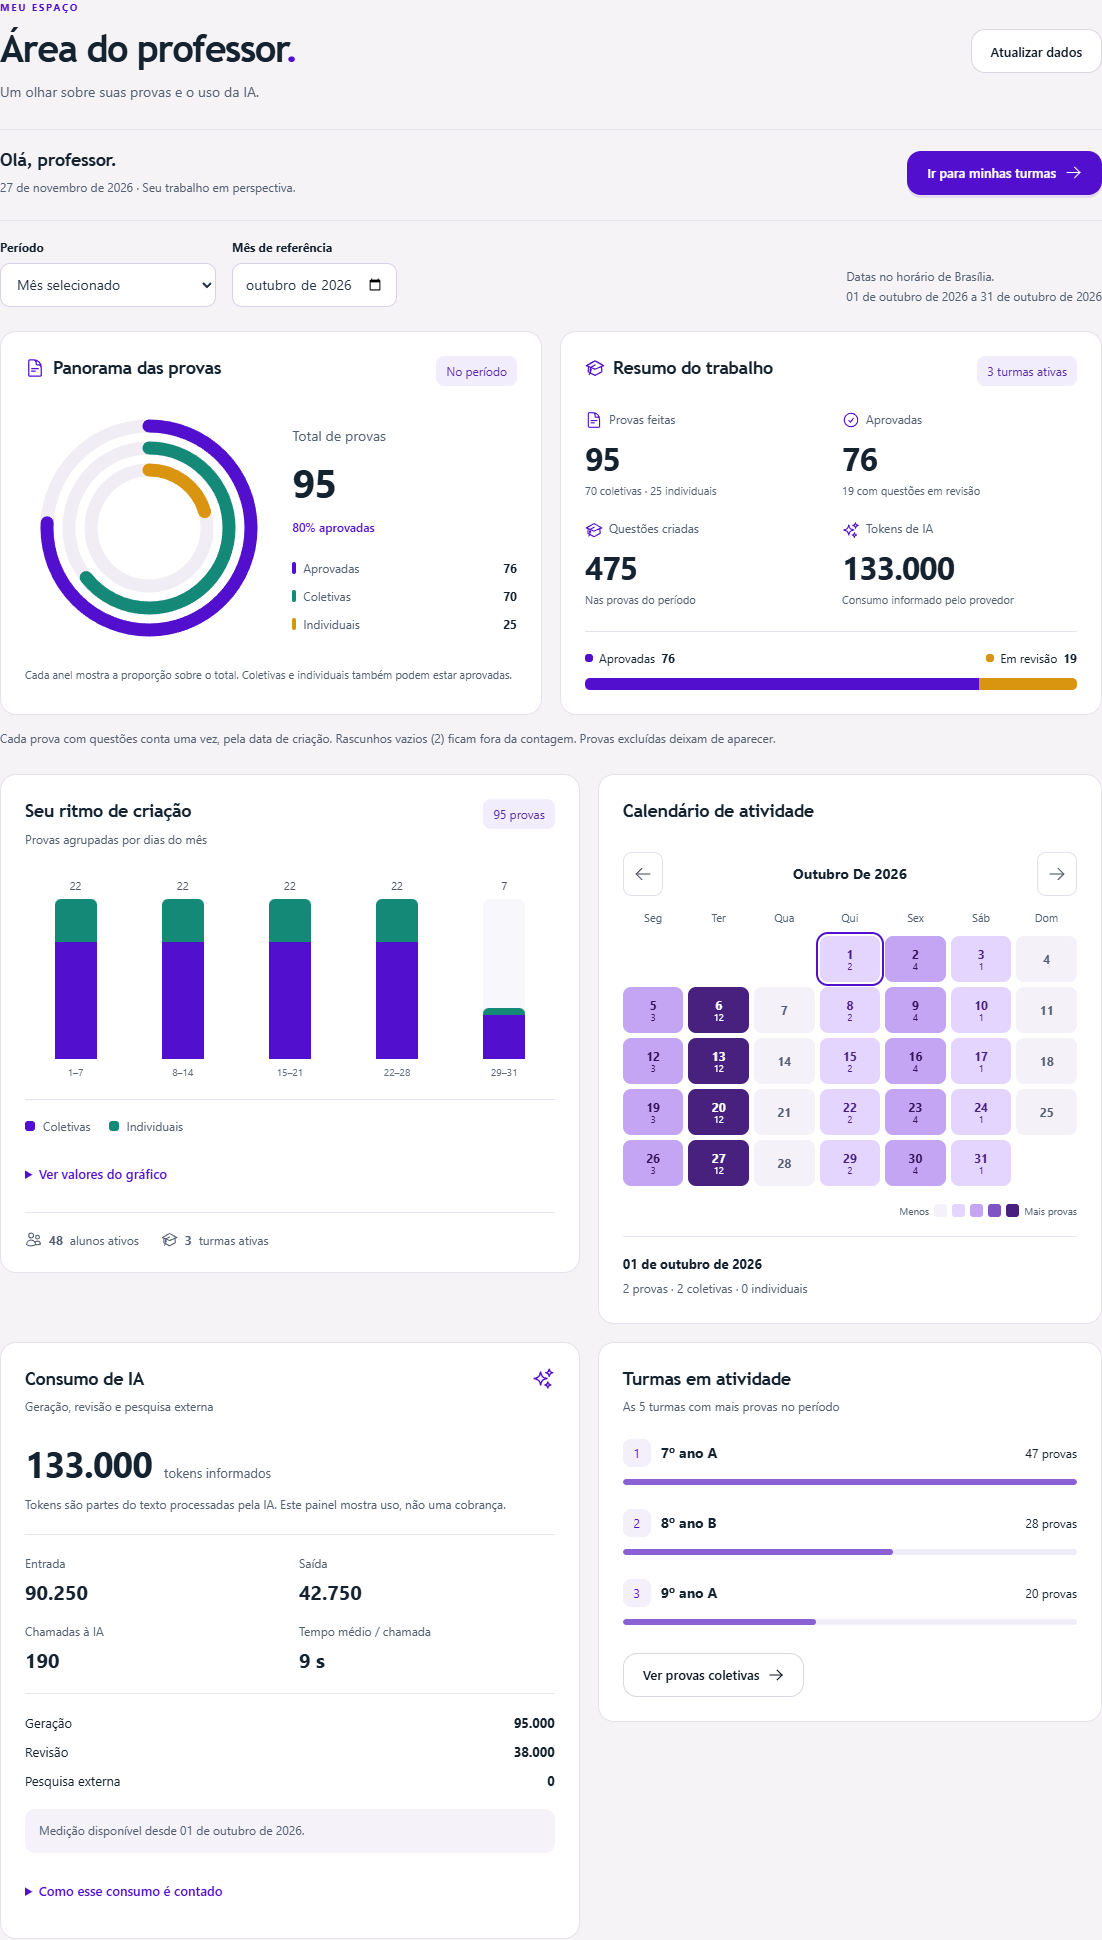 MEU ESPAÇO
Área do professor.
Um olhar sobre suas provas e o uso da IA.
Atualizar dados
Olá, professor.
27 de novembro de 2026 · Seu trabalho em perspectiva.
Ir para minhas turmas
Período
Mês de referência
Mês selecionado
outubro de 2026
Datas no horário de Brasília.
01 de outubro de 2026 a 31 de outubro de 2026
Panorama das provas
No período
Total de provas
95
80% aprovadas
Aprovadas 76
Coletivas 70
Individuais 25
Cada anel mostra a proporção sobre o total. Coletivas e individuais também podem estar aprovadas.
Resumo do trabalho
3 turmas ativas
Provas feitas
95
70 coletivas · 25 individuais
Aprovadas
76
19 com questões em revisão
Questões criadas
475
Nas provas do período
Tokens de IA
133.000
Consumo informado pelo provedor
Aprovadas 76
Em revisão 19
Cada prova com questões conta uma vez, pela data de criação. Rascunhos vazios (2) ficam fora da contagem. Provas excluídas deixam de aparecer.
Seu ritmo de criação
95 provas
Provas agrupadas por dias do mês
22 22 22 22 7
1–7 8–14 15–21 22–28 29–31
Coletivas Individuais
Ver valores do gráfico
48 alunos ativos 3 turmas ativas
Calendário de atividade
Outubro De 2026
Seg Ter Qua Qui Sex Sáb Dom
1 2 3 4
2 4 1
5 6 7 8 9 10 11
3 12 2 4 1
12 13 14 15 16 17 18
3 12 2 4 1
19 20 21 22 23 24 25
3 12 2 4 1
26 27 28 29 30 31
3 12 2 4 1
Menos Mais provas
01 de outubro de 2026
2 provas · 2 coletivas · 0 individuais
Consumo de IA
Geração, revisão e pesquisa externa
133.000 tokens informados
Tokens são partes do texto processadas pela IA. Este painel mostra uso, não uma cobrança.
Entrada
90.250
Saída
42.750
Chamadas à IA
190
Tempo médio / chamada
9 s
Geração 95.000
Revisão 38.000
Pesquisa externa 0
Medição disponível desde 01 de outubro de 2026.
Como esse consumo é contado
Turmas em atividade
As 5 turmas com mais provas no período
1 7º ano A 47 provas
2 8º ano B 28 provas
3 9º ano A 20 provas
Ver provas coletivas